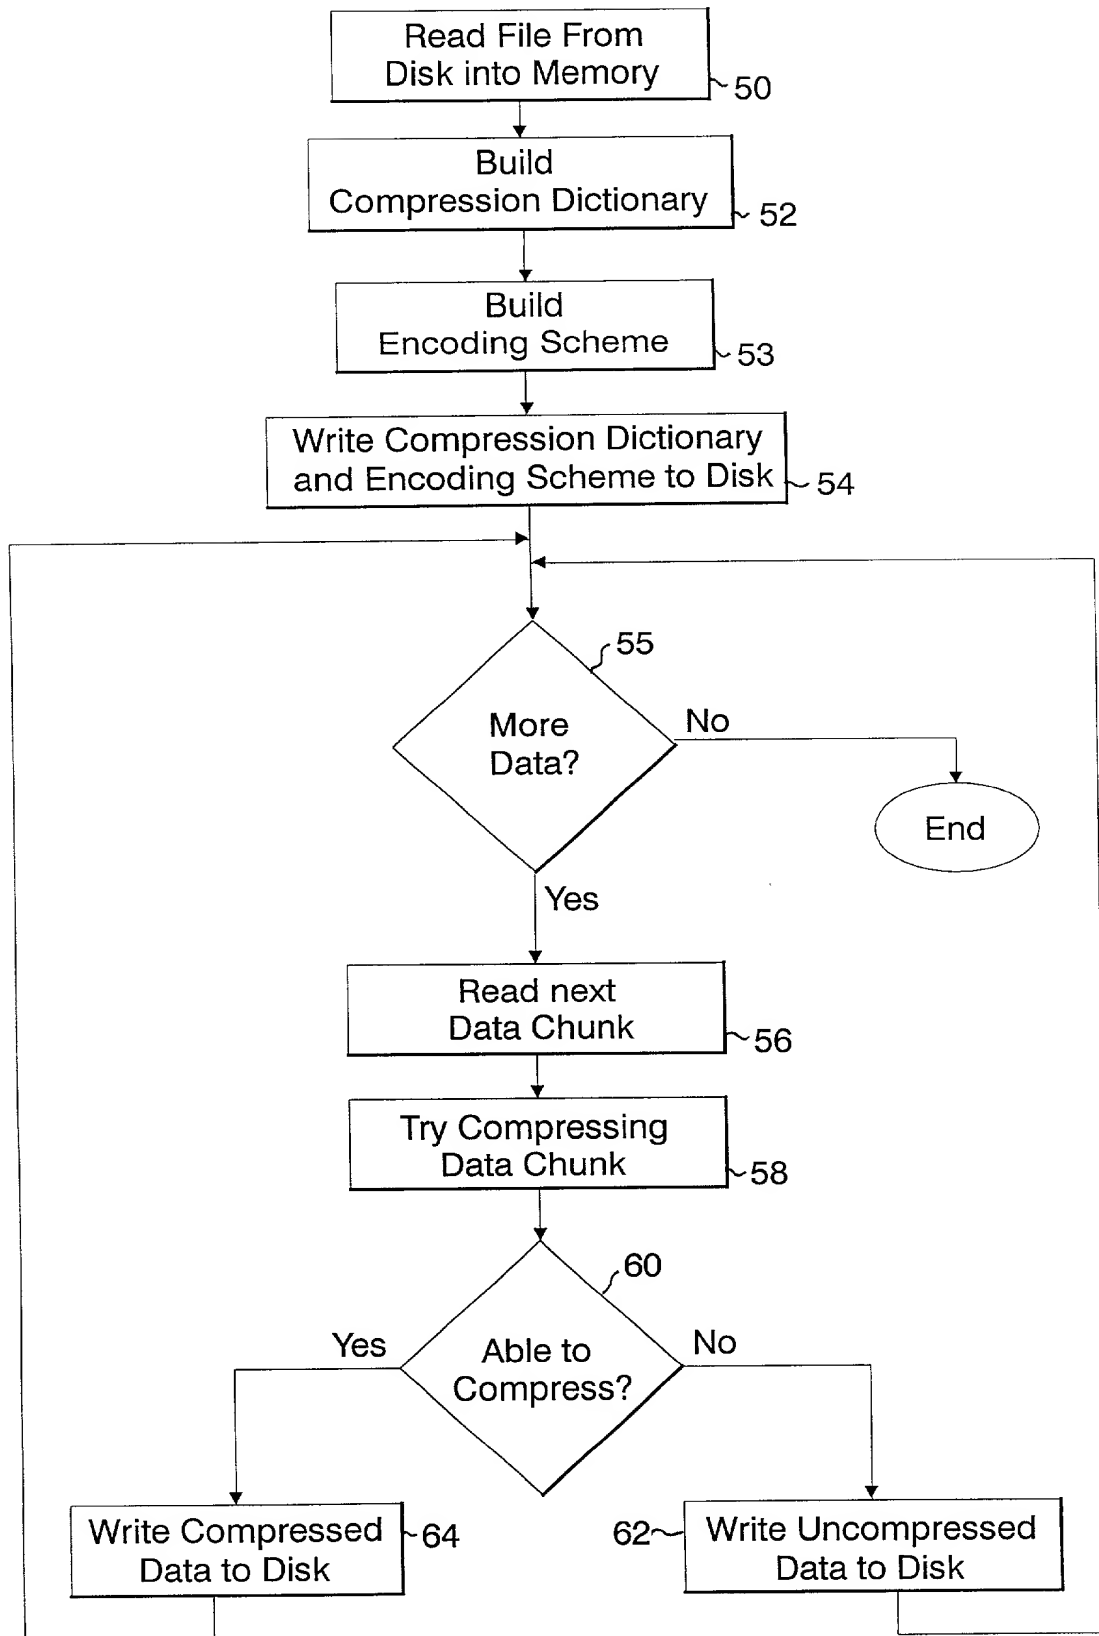 Read File From
Disk into Memory
50
Build
Compression Dictionary
52
Build
Encoding Scheme
53
Write Compression Dictionary
and Encoding Scheme to Disk
54
55
More
Data?
No
End
Yes
Read next
Data Chunk
56
Try Compressing
Data Chunk
58
60
Able to
Compress?
Yes
No
Write Compressed
Data to Disk
64
62
Write Uncompressed
Data to Disk